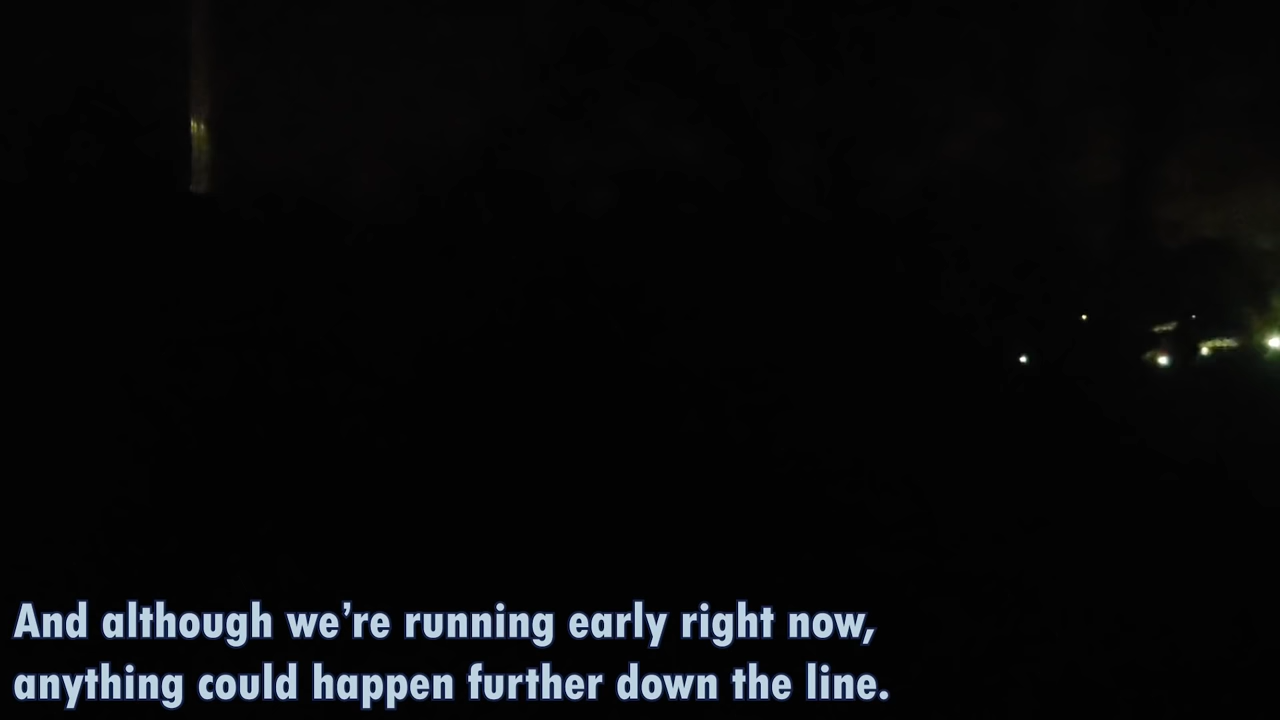 And although we’re running early right now,
anything could happen further down the line.